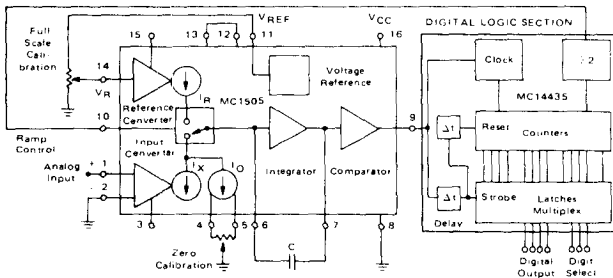 Full
Scale
Cali-
bration
VREF
VCC
DIGITAL LOGIC SECTION
15
13
12
11
16
14
VR
10
Ramp
Control
Reference
Converter
IR
Voltage
Reference
MC1505
Input
Converter
Analog
Input
+ 1
- 2
IX
IO
Integrator
Comparator
3
4
5
6
7
8
9
C
Zero
Calibration
Clock
÷2
MC14435
Δt
Reset
Counters
Δt
Strobe
Latches
Multiplex
Delay
Digital
Output
Digit
Select